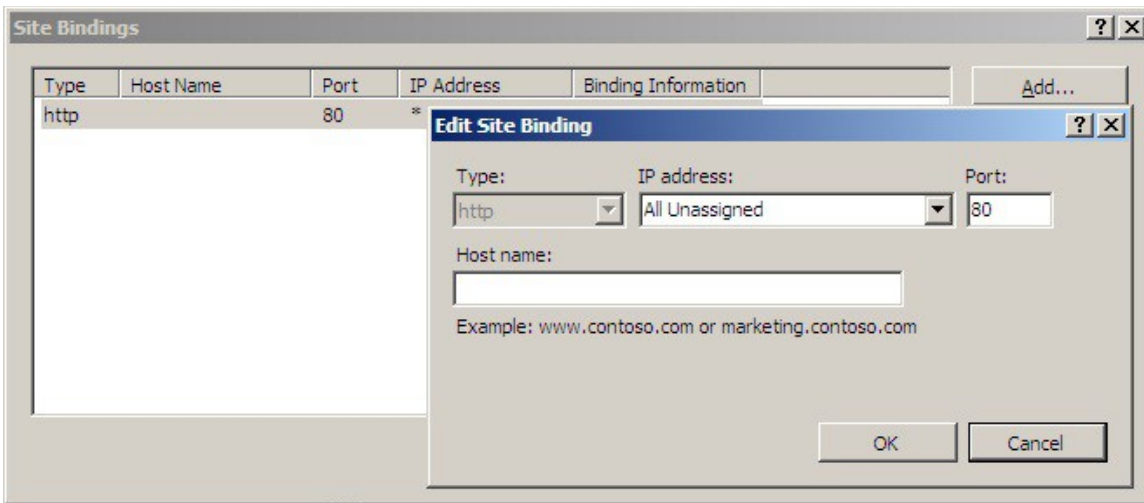 Site Bindings
Type Host Name Port IP Address Binding Information
Add...
http 80 *
Edit Site Binding
Type: IP address: Port:
http All Unassigned 80
Host name:
Example: www.contoso.com or marketing.contoso.com
OK Cancel